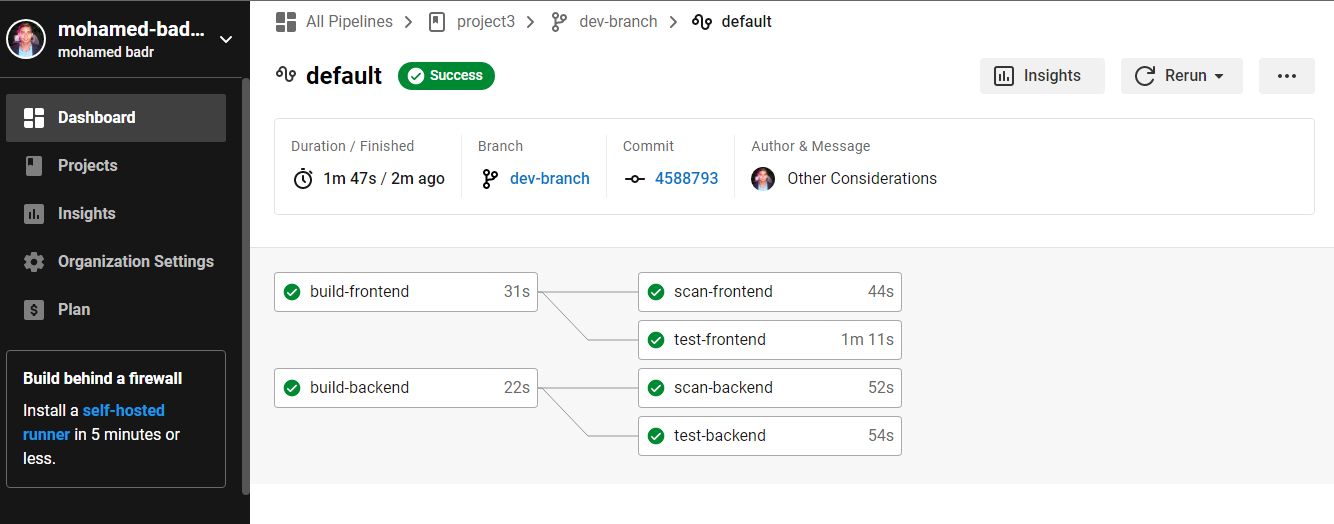 mohamed-bad...
mohamed badr
Dashboard
Projects
Insights
Organization Settings
Plan
Build behind a firewall
Install a self-hosted
runner in 5 minutes or
less.
All Pipelines project3 dev-branch default
default Success Insights Rerun
Duration / Finished Branch Commit Author & Message
1m 47s / 2m ago dev-branch 4588793 Other Considerations
build-frontend 31s scan-frontend 44s
test-frontend 1m 11s
build-backend 22s scan-backend 52s
test-backend 54s